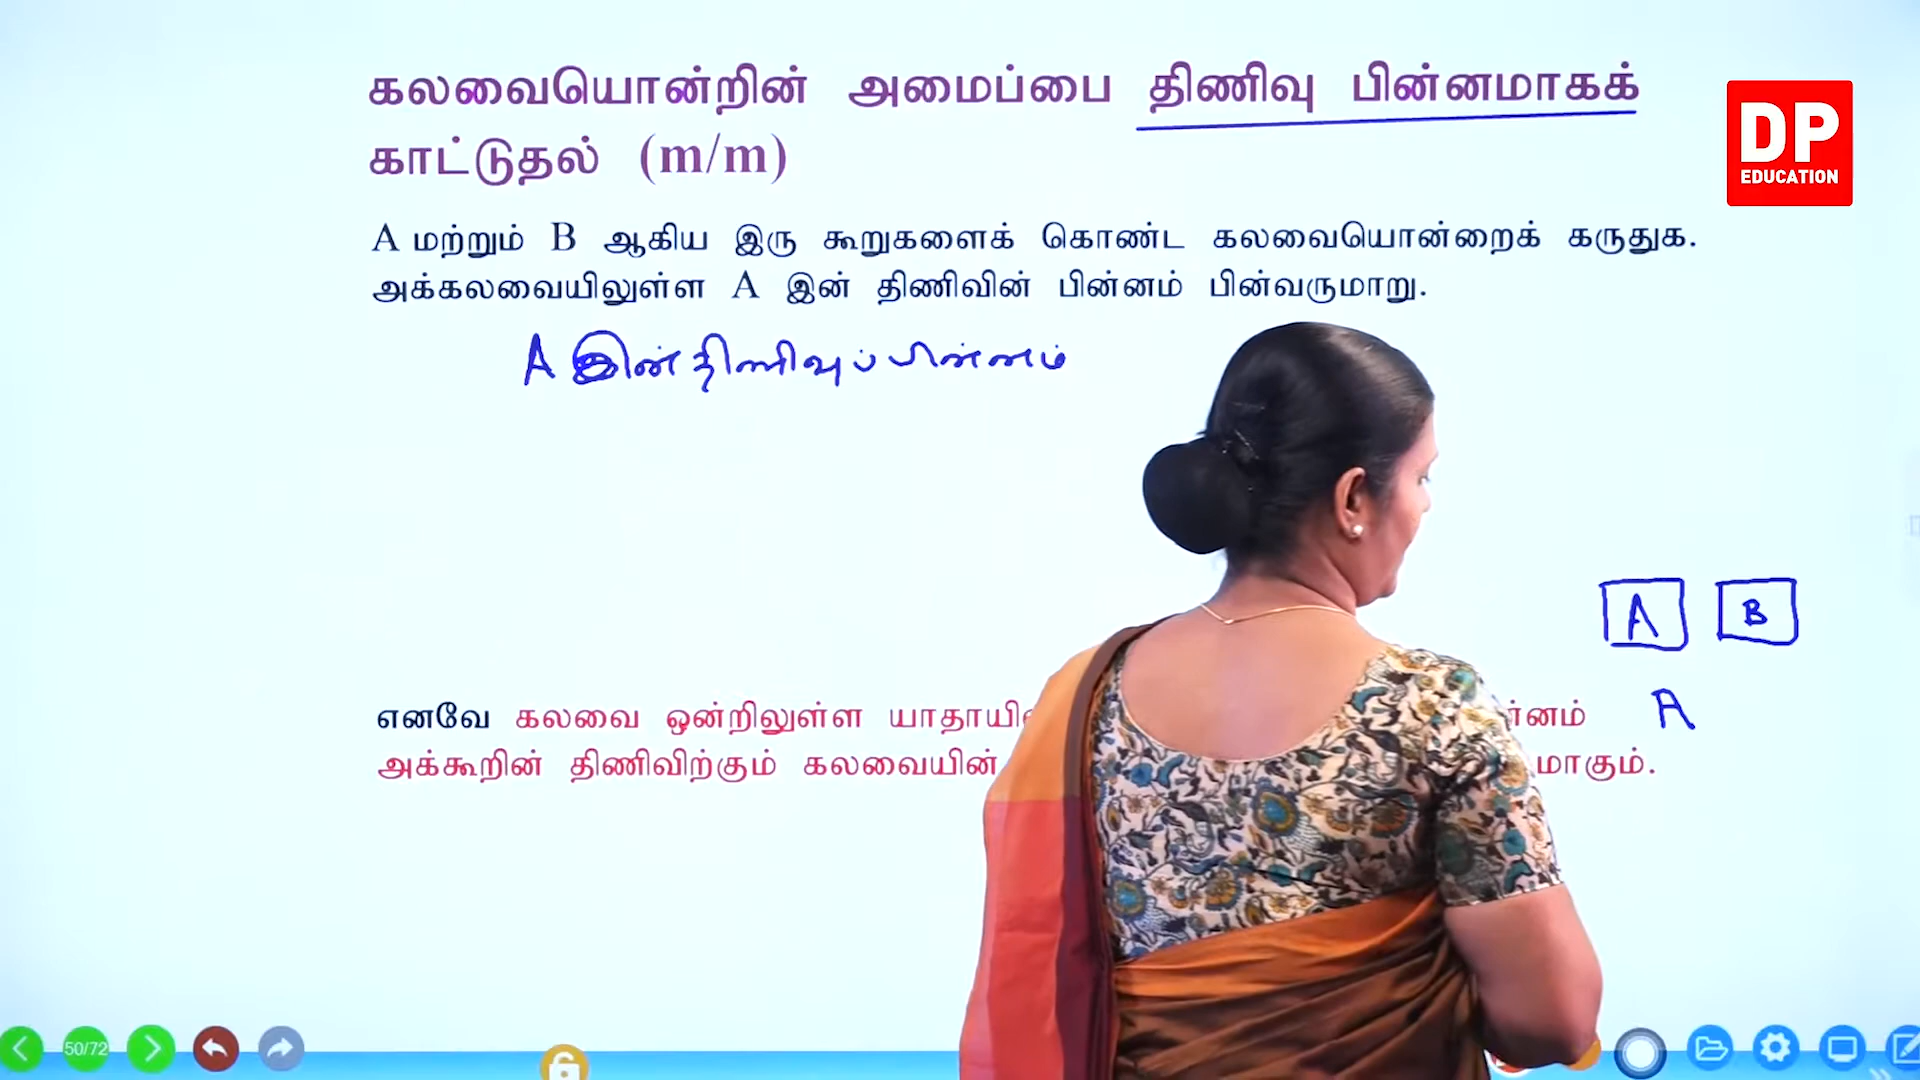 கலவையொன்றின் அமைப்பை திணிவு பின்னமாகக்
காட்டுதல் (m/m)
DP
EDUCATION
A மற்றும் B ஆகிய இரு கூறுகளைக் கொண்ட கலவையொன்றைக் கருதுக.
அக்கலவையிலுள்ள A இன் திணிவின் பின்னம் பின்வருமாறு.
A இன் திணிவுப் பின்னம்
A B
எனவே கலவை ஒன்றிலுள்ள
A
அக்கூறின் திணிவிற்கும் கலவையின்
50/72